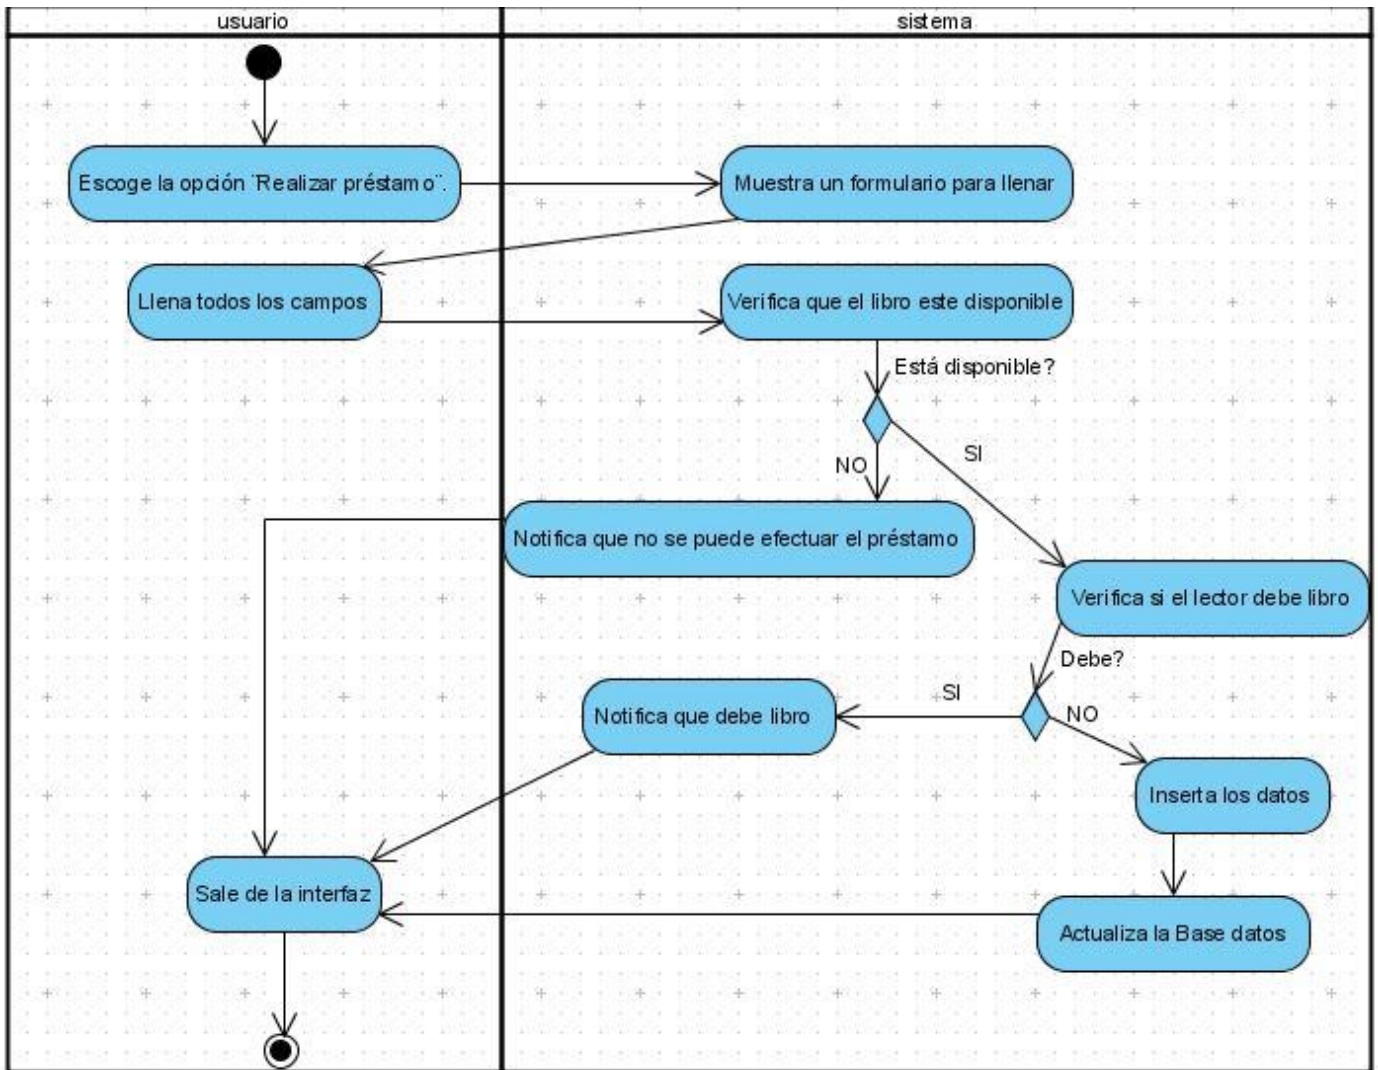 usuario
sistema
Escoge la opción ¨Realizar préstamo¨.
Muestra un formulario para llenar
Llena todos los campos
Verifica que el libro este disponible
Está disponible?
SI
NO
Notifica que no se puede efectuar el préstamo
Verifica si el lector debe libro
Debe?
SI
NO
Notifica que debe libro
Inserta los datos
Sale de la interfaz
Actualiza la Base datos